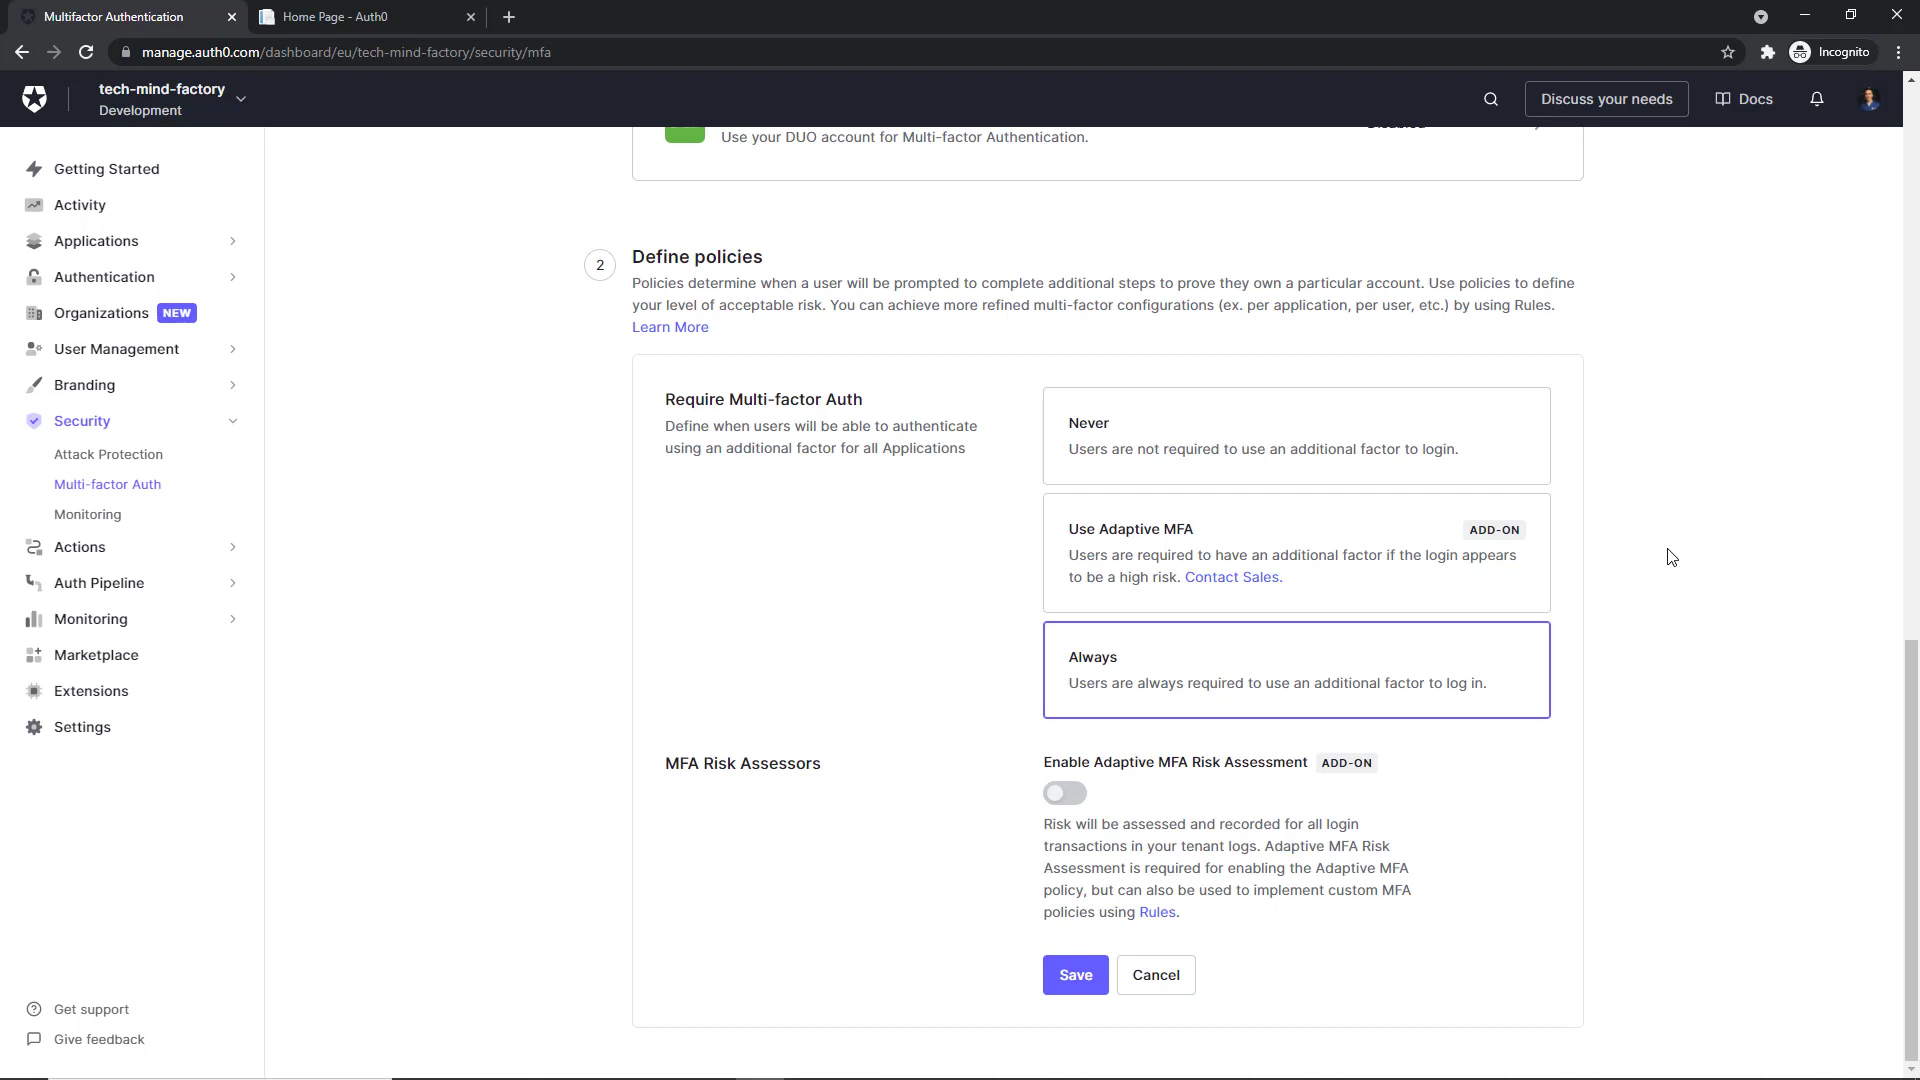 Multifactor Authentication
Home Page - Auth0
manage.auth0.com/dashboard/eu/tech-mind-factory/security/mfa
Incognito
tech-mind-factory
Development
Discuss your needs
Docs
Getting Started
Activity
Applications
Authentication
Organizations NEW
User Management
Branding
Security
Attack Protection
Multi-factor Auth
Monitoring
Actions
Auth Pipeline
Monitoring
Marketplace
Extensions
Settings
Get support
Give feedback
Use your DUO account for Multi-factor Authentication.
2
Define policies
Policies determine when a user will be prompted to complete additional steps to prove they own a particular account. Use policies to define
your level of acceptable risk. You can achieve more refined multi-factor configurations (ex. per application, per user, etc.) by using Rules.
Learn More
Require Multi-factor Auth
Define when users will be able to authenticate
using an additional factor for all Applications
Never
Users are not required to use an additional factor to login.
Use Adaptive MFA ADD-ON
Users are required to have an additional factor if the login appears
to be a high risk. Contact Sales.
Always
Users are always required to use an additional factor to log in.
MFA Risk Assessors
Enable Adaptive MFA Risk Assessment ADD-ON
Risk will be assessed and recorded for all login
transactions in your tenant logs. Adaptive MFA Risk
Assessment is required for enabling the Adaptive MFA
policy, but can also be used to implement custom MFA
policies using Rules.
Save
Cancel